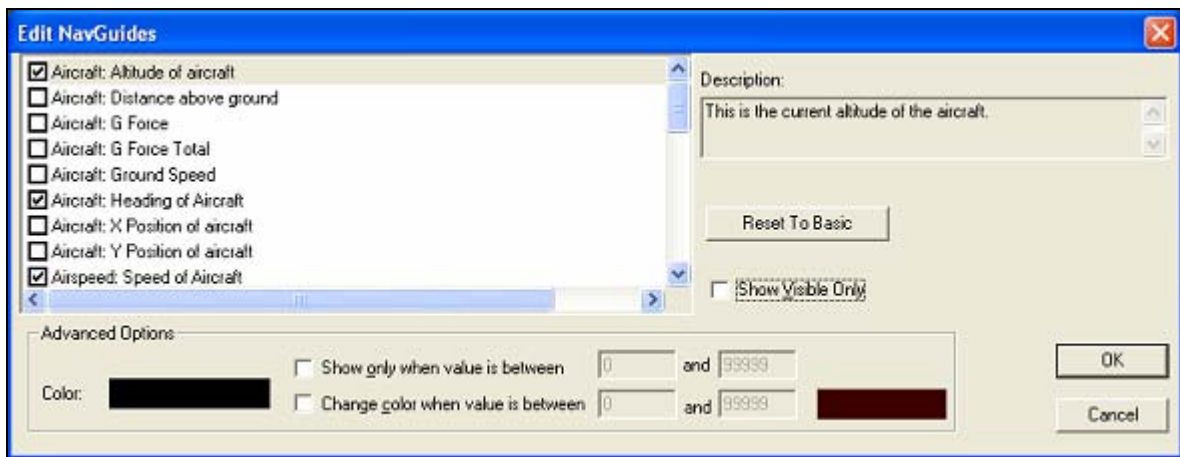 Edit NavGuides
Aircraft: Altitude of aircraft
Aircraft: Distance above ground
Aircraft: G Force
Aircraft: G Force Total
Aircraft: Ground Speed
Aircraft: Heading of Aircraft
Aircraft: X Position of aircraft
Aircraft: Y Position of aircraft
Airspeed: Speed of Aircraft
Description:
This is the current altitude of the aircraft.
Reset To Basic
Show Visible Only
Advanced Options
Color:
Show only when value is between 0 and 99999
Change color when value is between 0 and 99999
OK
Cancel